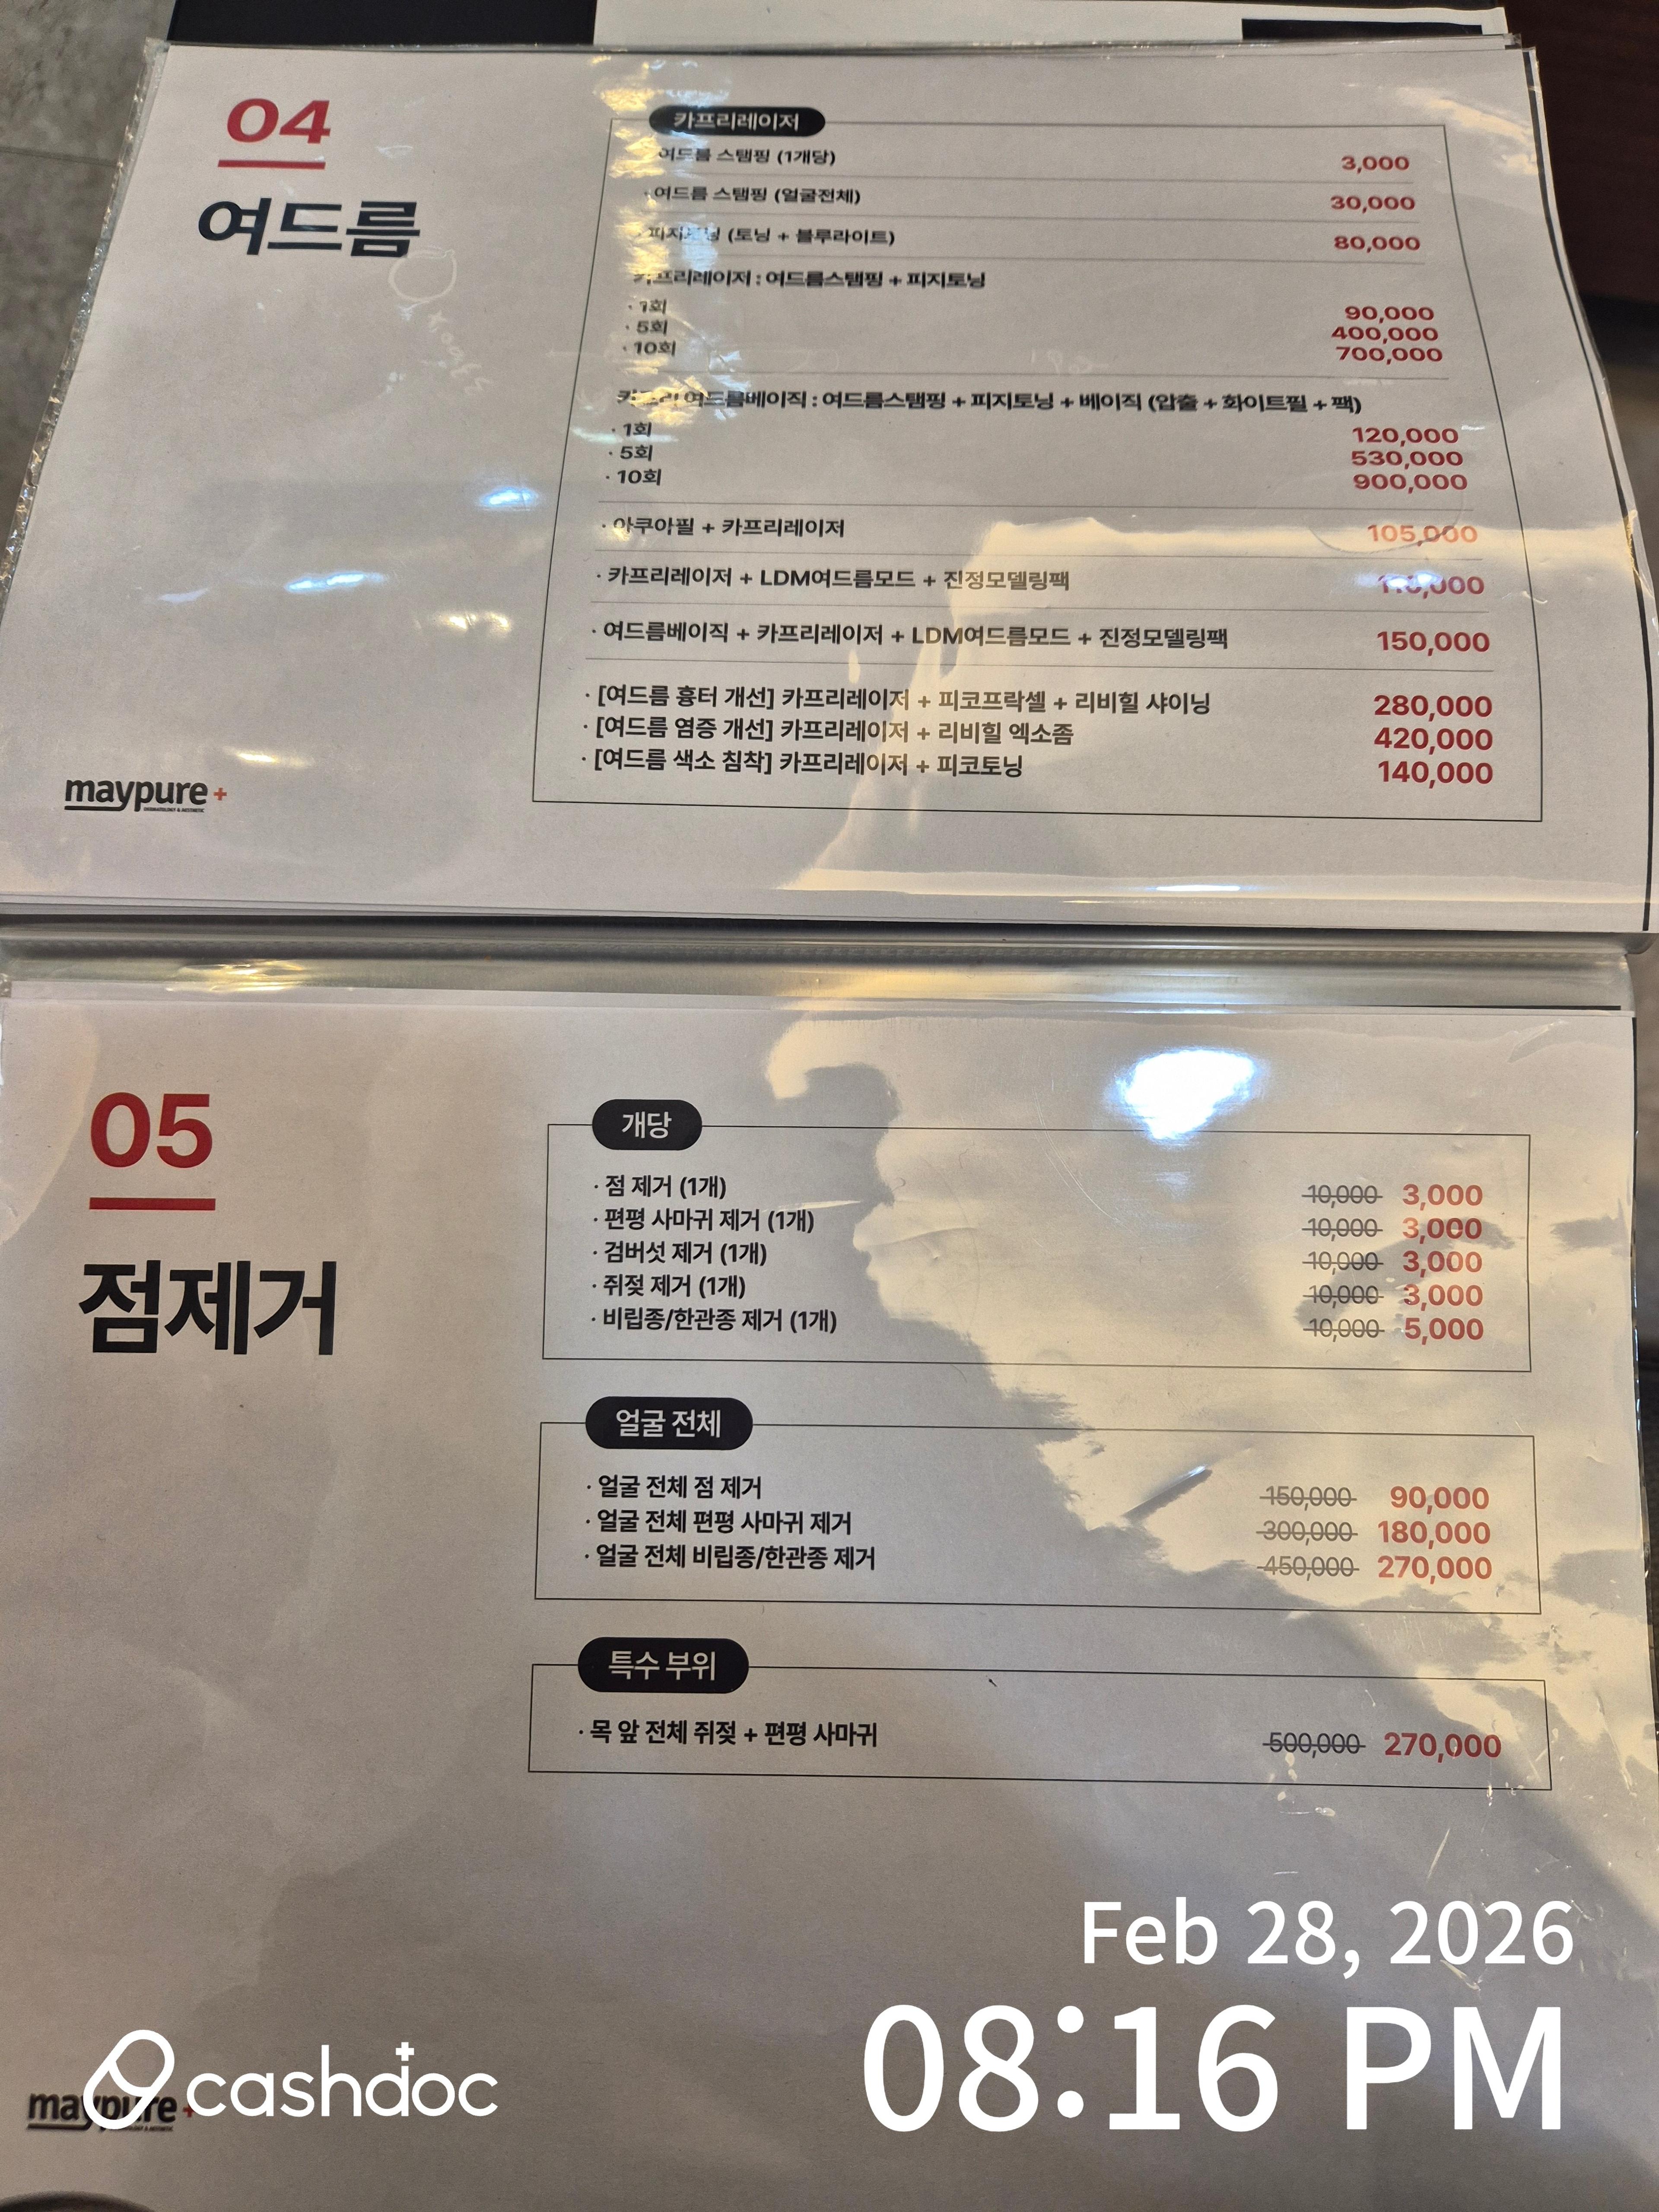 04
여드름
카프리레이저
여드름 스탬핑 (1개당) 3,000
· 여드름 스탬핑 (얼굴전체) 30,000
· 피지토닝 (토닝 + 블루라이트) 80,000
카프리레이저 : 여드름스탬핑 + 피지토닝
· 1회 90,000
· 5회 400,000
· 10회 700,000
카프리 여드름베이직 : 여드름스탬핑 + 피지토닝 + 베이직 (압출 + 화이트필 + 팩)
· 1회 120,000
· 5회 530,000
· 10회 900,000
· 아쿠아필 + 카프리레이저 105,000
· 카프리레이저 + LDM여드름모드 + 진정모델링팩
· 여드름베이직 + 카프리레이저 + LDM여드름모드 + 진정모델링팩 150,000
· [여드름 흉터 개선] 카프리레이저 + 피코프락셀 + 리비힐 샤이닝 280,000
· [여드름 염증 개선] 카프리레이저 + 리비힐 엑소좀 420,000
· [여드름 색소 침착] 카프리레이저 + 피코토닝 140,000
maypure+
05
점제거
개당
· 점 제거 (1개) 10,000 3,000
· 편평 사마귀 제거 (1개) 10,000 3,000
· 검버섯 제거 (1개) 10,000 3,000
· 쥐젖 제거 (1개) 10,000 3,000
· 비립종/한관종 제거 (1개) 10,000 5,000
얼굴 전체
· 얼굴 전체 점 제거 150,000 90,000
· 얼굴 전체 편평 사마귀 제거 300,000 180,000
· 얼굴 전체 비립종/한관종 제거 450,000 270,000
특수 부위
· 목 앞 전체 쥐젖 + 편평 사마귀 500,000 270,000
Feb 28, 2026
08:16 PM
maypure+
cashdoc